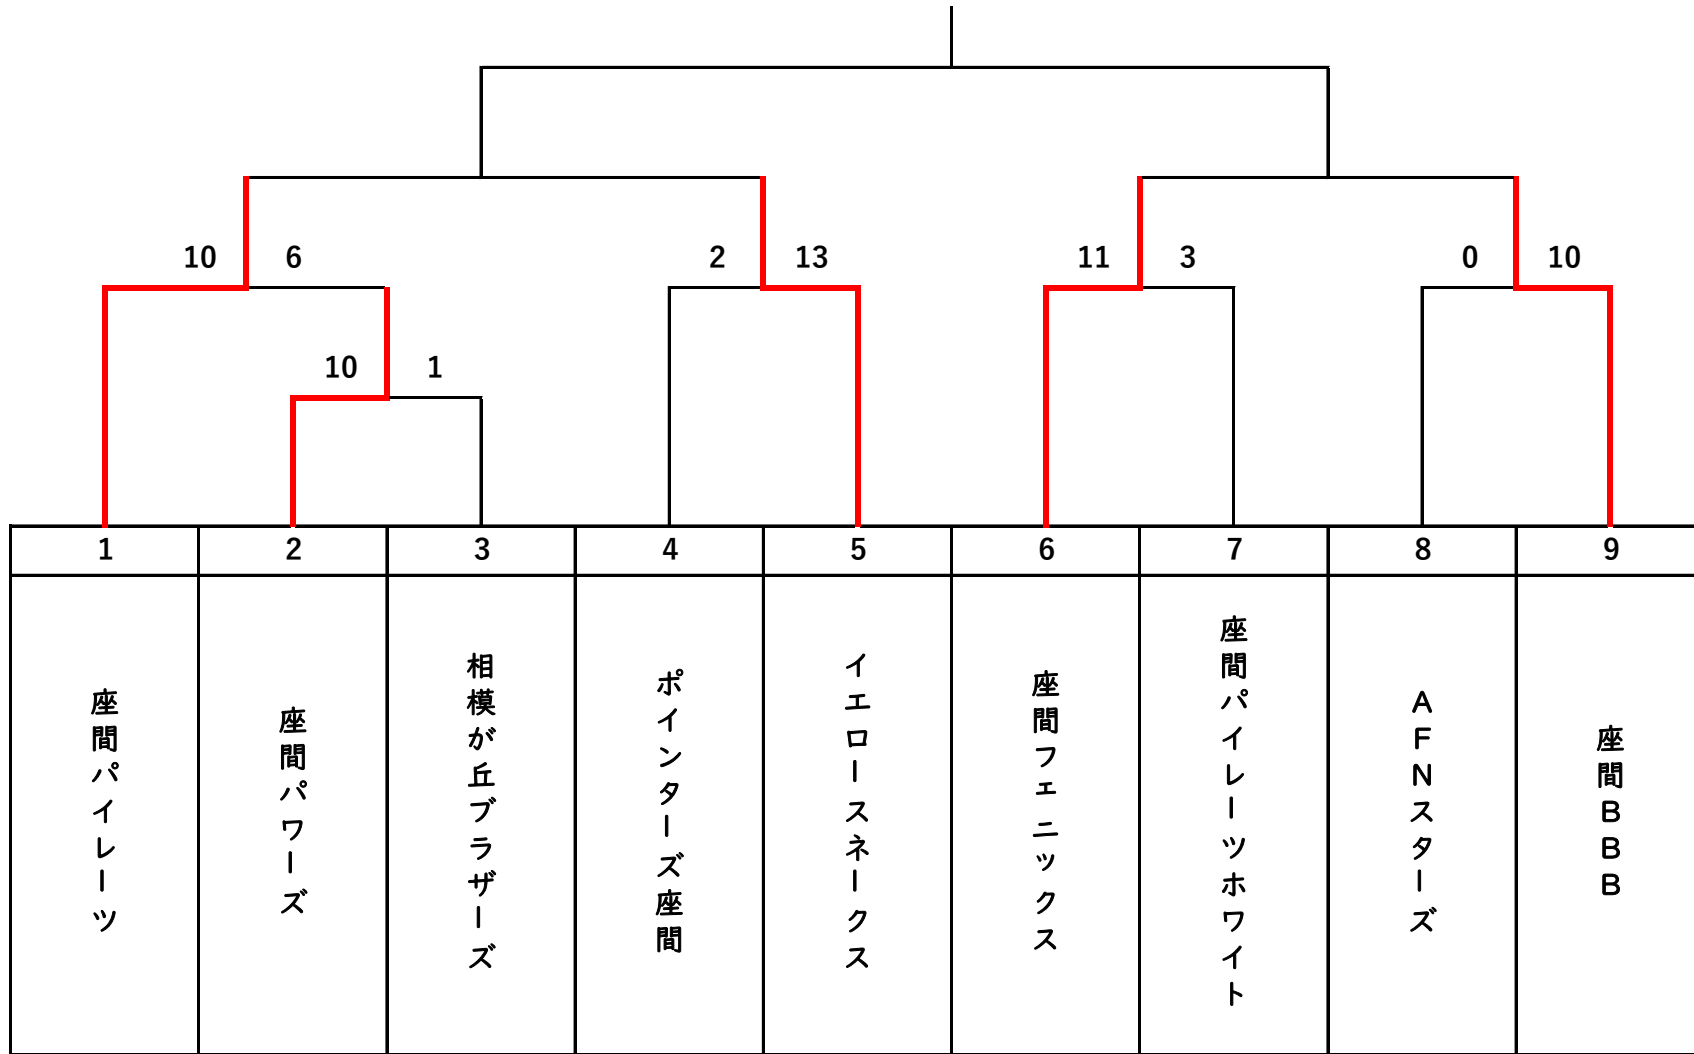 10 6 2 13 11 3 0 10
10 1
1 2 3 4 5 6 7 8 9
座間パイレーツ
座間パワーズ
相模が丘ブラザーズ
ポインターズ座間
イエロースネークス
座間フェニックス
座間パイレーツホワイト
AFNスターズ
座間BBB